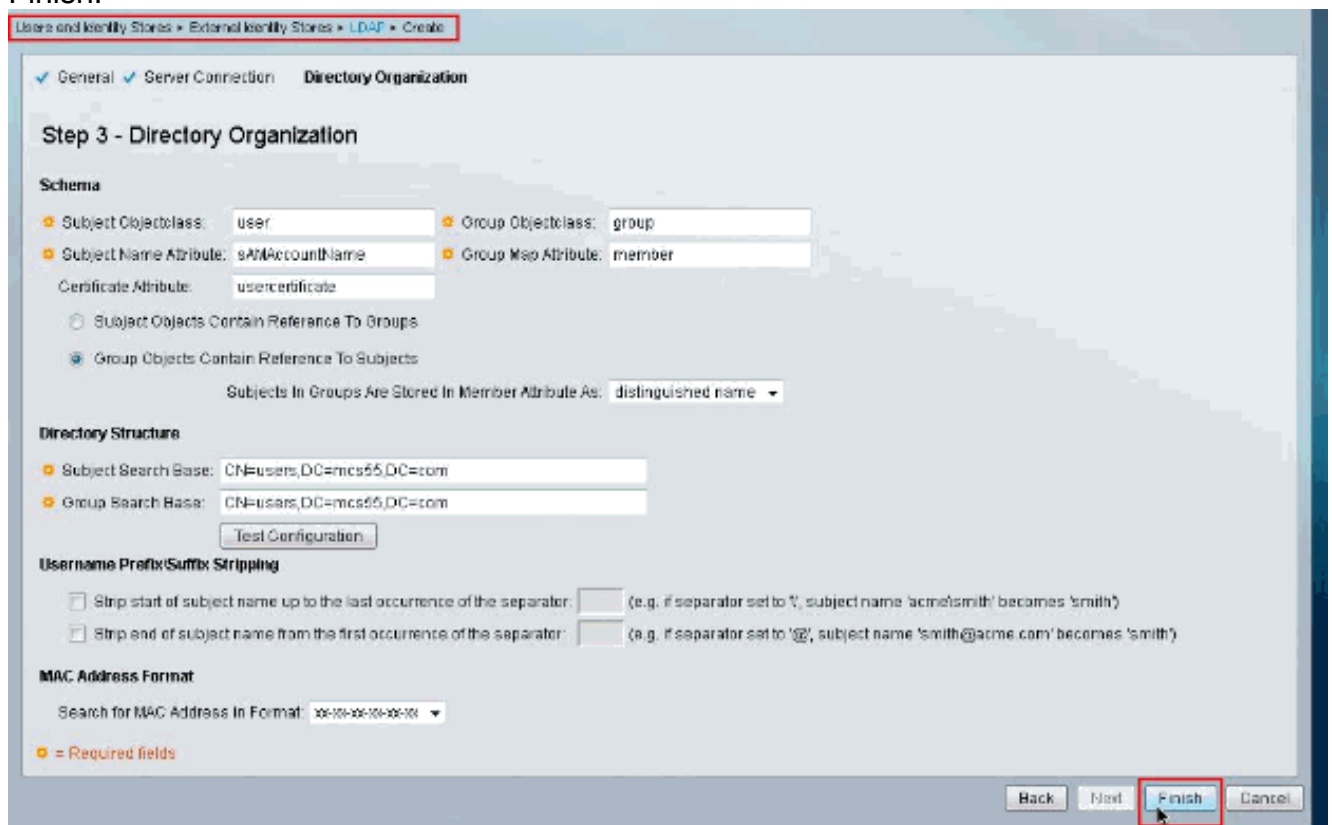 Finish.
Users and Identity Stores ▸ External Identity Stores ▸ LDAP ▸ Create
✓ General ✓ Server Connection Directory Organization
Step 3 - Directory Organization
Schema
Subject Objectclass: user Group Objectclass: group
Subject Name Attribute: sAMAccountName Group Map Attribute: member
Certificate Attribute: usercertificate
Subject Objects Contain Reference To Groups
Group Objects Contain Reference To Subjects
Subjects In Groups Are Stored In Member Attribute As: distinguished name
Directory Structure
Subject Search Base: CN=users,DC=mcs55,DC=com
Group Search Base: CN=users,DC=mcs55,DC=com
Test Configuration
Username Prefix\Suffix Stripping
Strip start of subject name up to the last occurrence of the separator: (e.g. if separator set to '\', subject name 'acme\smith' becomes 'smith')
Strip end of subject name from the first occurrence of the separator: (e.g. if separator set to '@', subject name 'smith@acme.com' becomes 'smith')
MAC Address Format
Search for MAC Address in Format: xx-xx-xx-xx-xx-xx
= Required fields
Back Next Finish Cancel